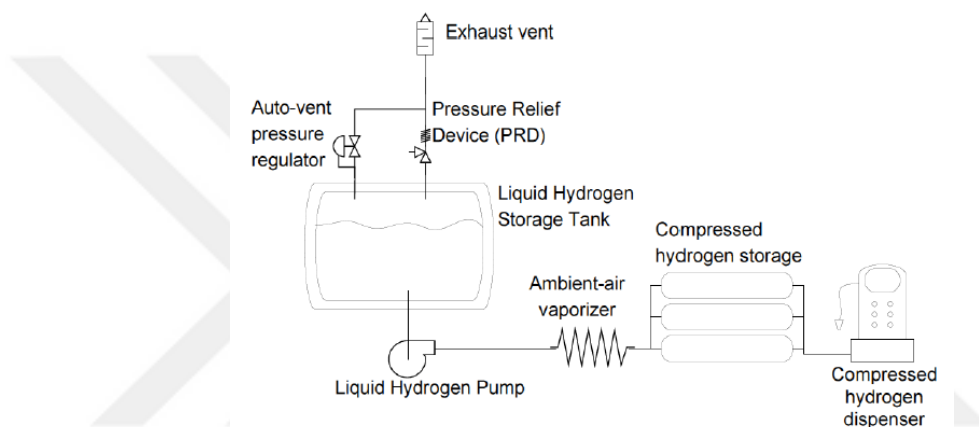 Exhaust vent
Auto-vent
pressure
regulator
Pressure Relief
Device (PRD)
Liquid Hydrogen
Storage Tank
Compressed
hydrogen storage
Ambient-air
vaporizer
Liquid Hydrogen Pump
Compressed
hydrogen
dispenser